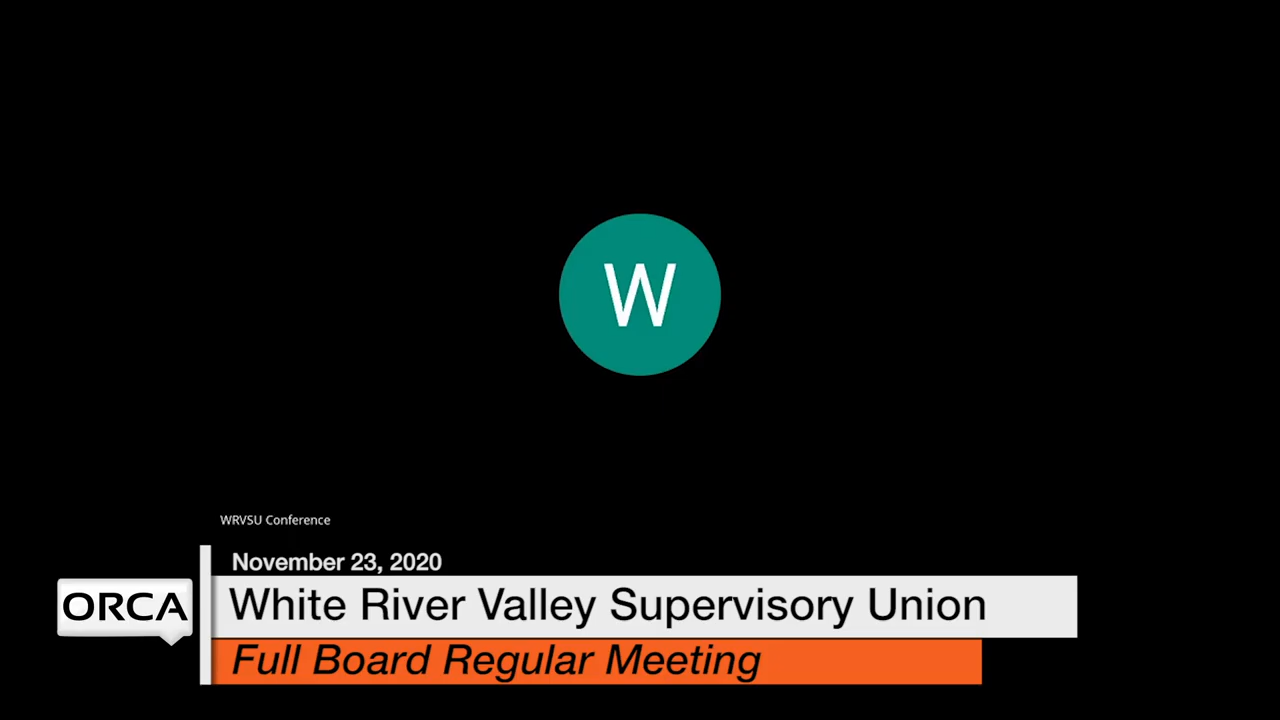 W
WRVSU Conference
November 23, 2020
ORCA
White River Valley Supervisory Union
Full Board Regular Meeting